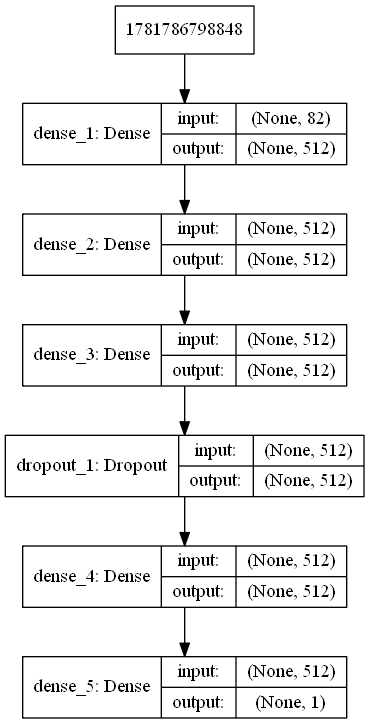 1781786798848
dense_1: Dense
input: (None, 82)
output: (None, 512)
dense_2: Dense
input: (None, 512)
output: (None, 512)
dense_3: Dense
input: (None, 512)
output: (None, 512)
dropout_1: Dropout
input: (None, 512)
output: (None, 512)
dense_4: Dense
input: (None, 512)
output: (None, 512)
dense_5: Dense
input: (None, 512)
output: (None, 1)